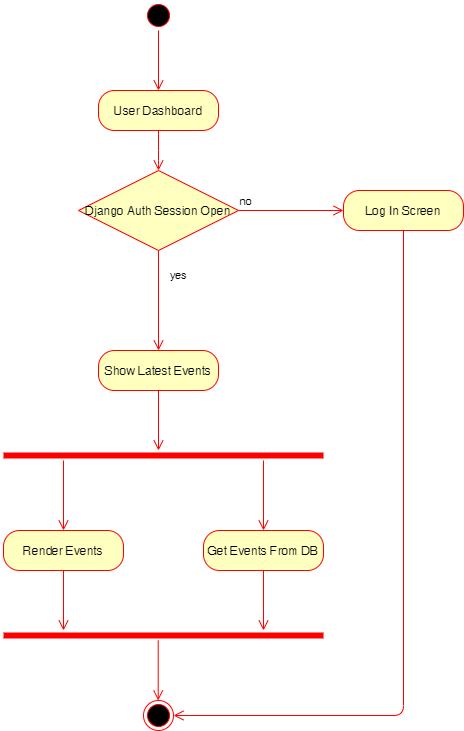 User Dashboard
Django Auth Session Open
no
Log In Screen
yes
Show Latest Events
Render Events
Get Events From DB